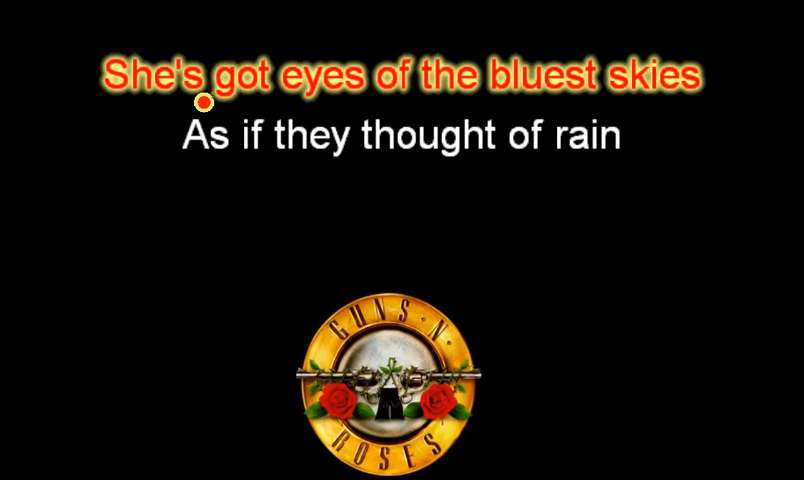 She's got eyes of the bluest skies
As if they thought of rain
GUNS N' ROSES